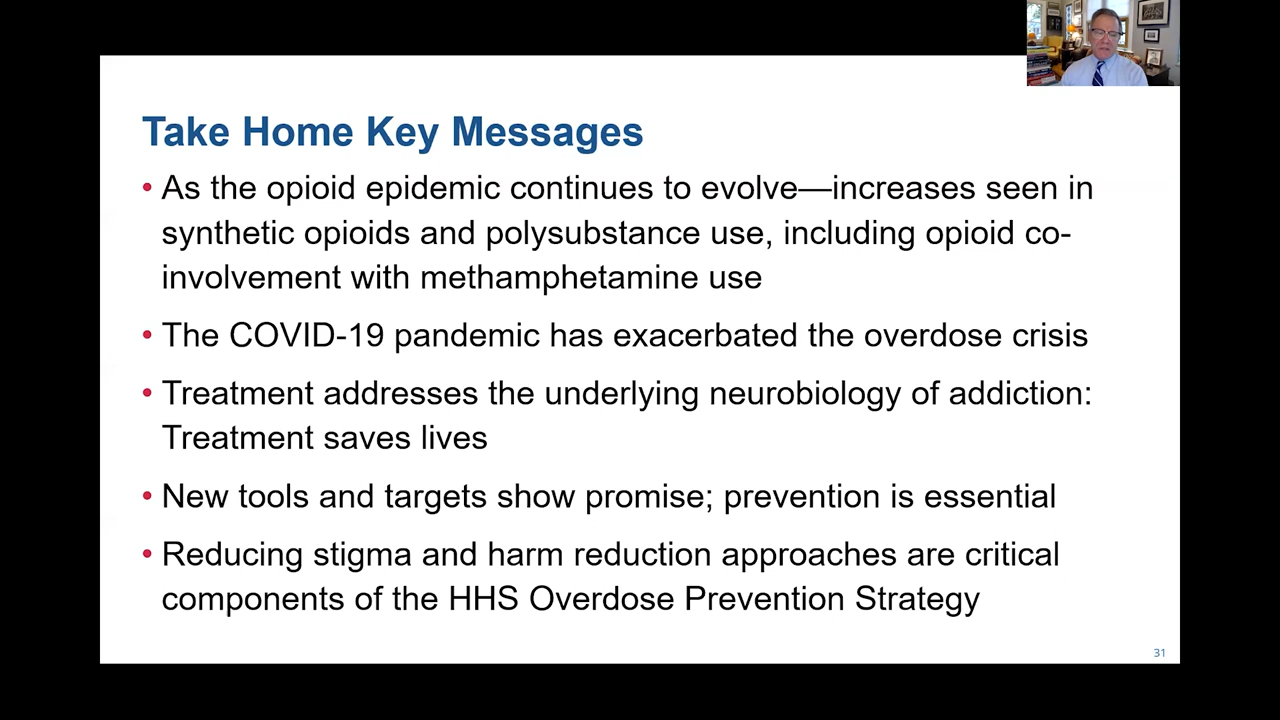 Take Home Key Messages
• As the opioid epidemic continues to evolve—increases seen in
synthetic opioids and polysubstance use, including opioid co-
involvement with methamphetamine use
• The COVID-19 pandemic has exacerbated the overdose crisis
• Treatment addresses the underlying neurobiology of addiction:
Treatment saves lives
• New tools and targets show promise; prevention is essential
• Reducing stigma and harm reduction approaches are critical
components of the HHS Overdose Prevention Strategy
31